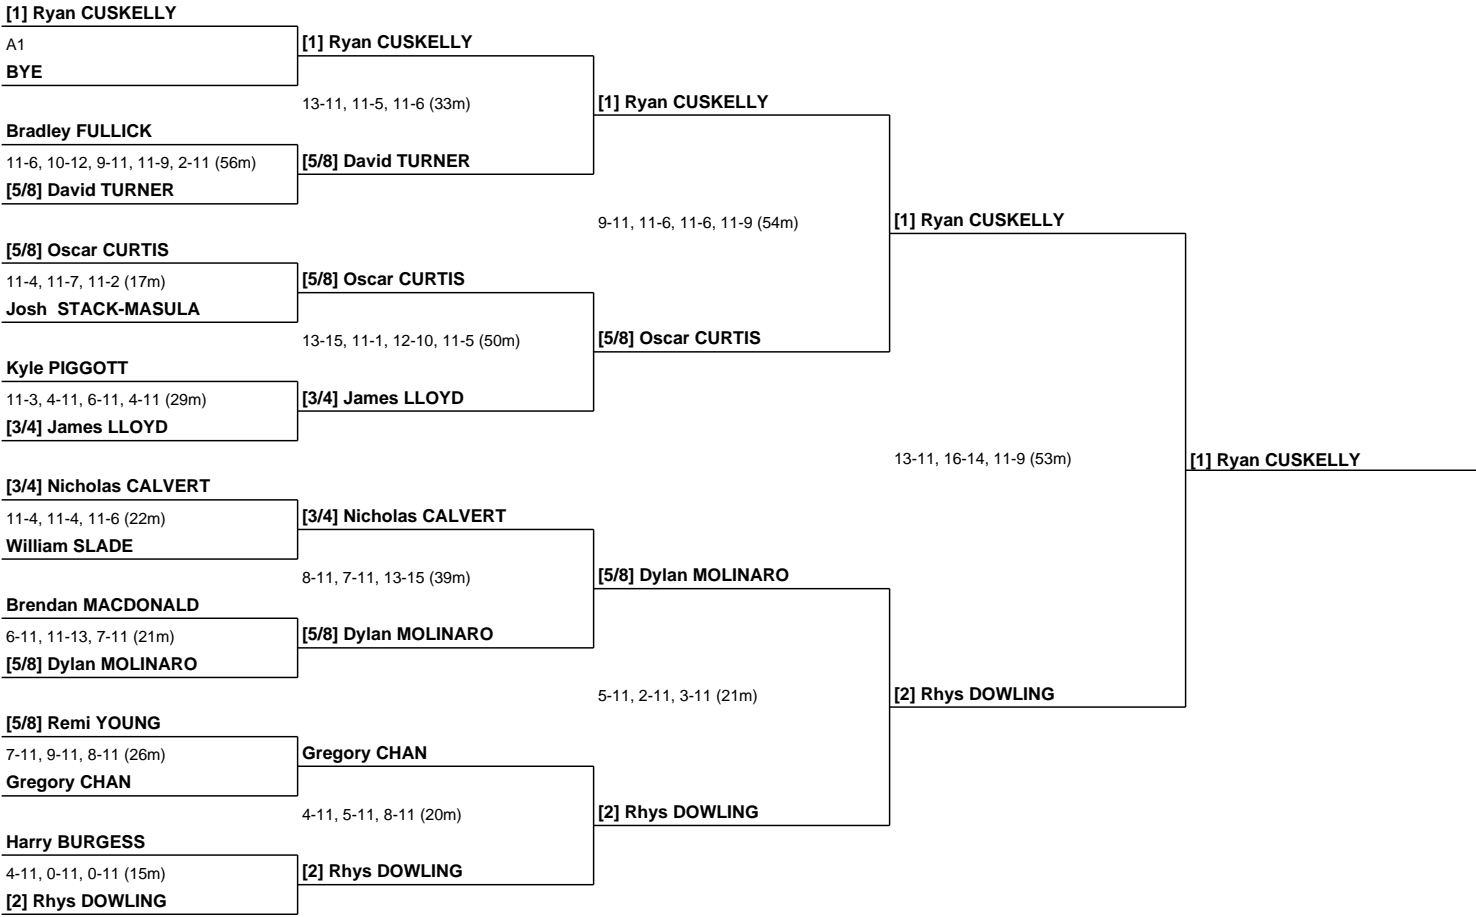 [1] Ryan CUSKELLY
A1
BYE
Bradley FULLICK
11-6, 10-12, 9-11, 11-9, 2-11 (56m)
[5/8] David TURNER
[5/8] Oscar CURTIS
11-4, 11-7, 11-2 (17m)
Josh  STACK-MASULA
Kyle PIGGOTT
11-3, 4-11, 6-11, 4-11 (29m)
[3/4] James LLOYD
[3/4] Nicholas CALVERT
11-4, 11-4, 11-6 (22m)
William SLADE
Brendan MACDONALD
6-11, 11-13, 7-11 (21m)
[5/8] Dylan MOLINARO
[5/8] Remi YOUNG
7-11, 9-11, 8-11 (26m)
Gregory CHAN
Harry BURGESS
4-11, 0-11, 0-11 (15m)
[2] Rhys DOWLING
[1] Ryan CUSKELLY
13-11, 11-5, 11-6 (33m)
[5/8] David TURNER
[5/8] Oscar CURTIS
13-15, 11-1, 12-10, 11-5 (50m)
[3/4] James LLOYD
[3/4] Nicholas CALVERT
8-11, 7-11, 13-15 (39m)
[5/8] Dylan MOLINARO
Gregory CHAN
4-11, 5-11, 8-11 (20m)
[2] Rhys DOWLING
[1] Ryan CUSKELLY
9-11, 11-6, 11-6, 11-9 (54m)
[5/8] Oscar CURTIS
[5/8] Dylan MOLINARO
5-11, 2-11, 3-11 (21m)
[2] Rhys DOWLING
[1] Ryan CUSKELLY
13-11, 16-14, 11-9 (53m)
[2] Rhys DOWLING
[1] Ryan CUSKELLY